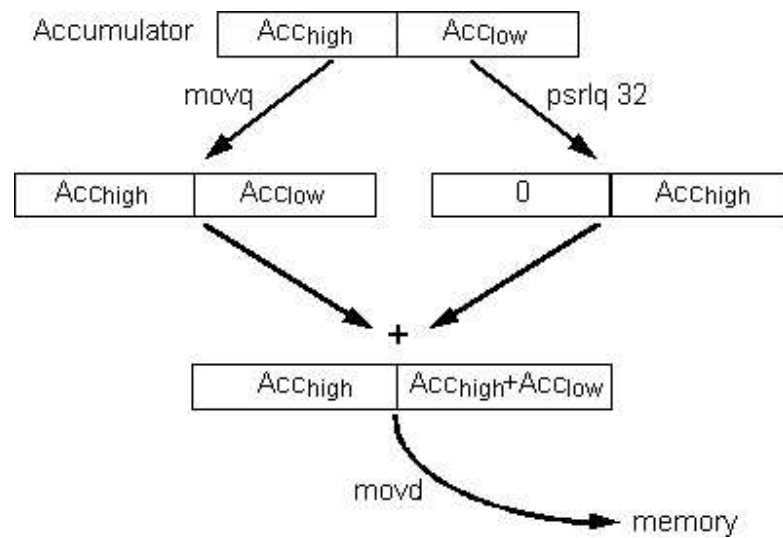 Accumulator Acchigh Acclow
movq psrlq 32
Acchigh Acclow 0 Acchigh
+
Acchigh Acchigh+Acclow
movd
memory